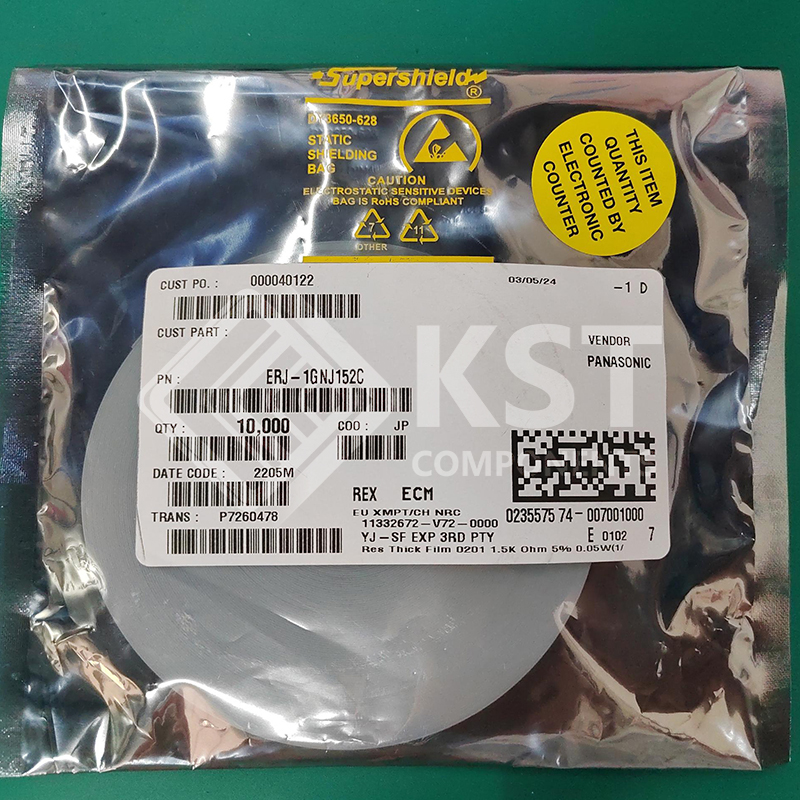 Supershield®
D18650-628
STATIC
SHIELDING
BAG
CAUTION
ELECTROSTATIC SENSITIVE DEVICES
BAG IS RoHS COMPLIANT
7
OTHER
11
THIS ITEM
QUANTITY
COUNTED BY
ELECTRONIC
COUNTER
CUST PO. : 000040122
03/05/24
-1 D
CUST PART :
VENDOR
PANASONIC
PN : ERJ-1GNJ152C
QTY : 10,000 COO : JP
DATE CODE : 2205M
REX ECM
TRANS : P7260478
EU XMPT/CH NRC
11332672-V72-0000
YJ-SF EXP 3RD PTY
Res Thick Film 0201 1.5K Ohm 5% 0.05W(1/
0235575 74-007001000
E 0102 7
KST
COMPONENT